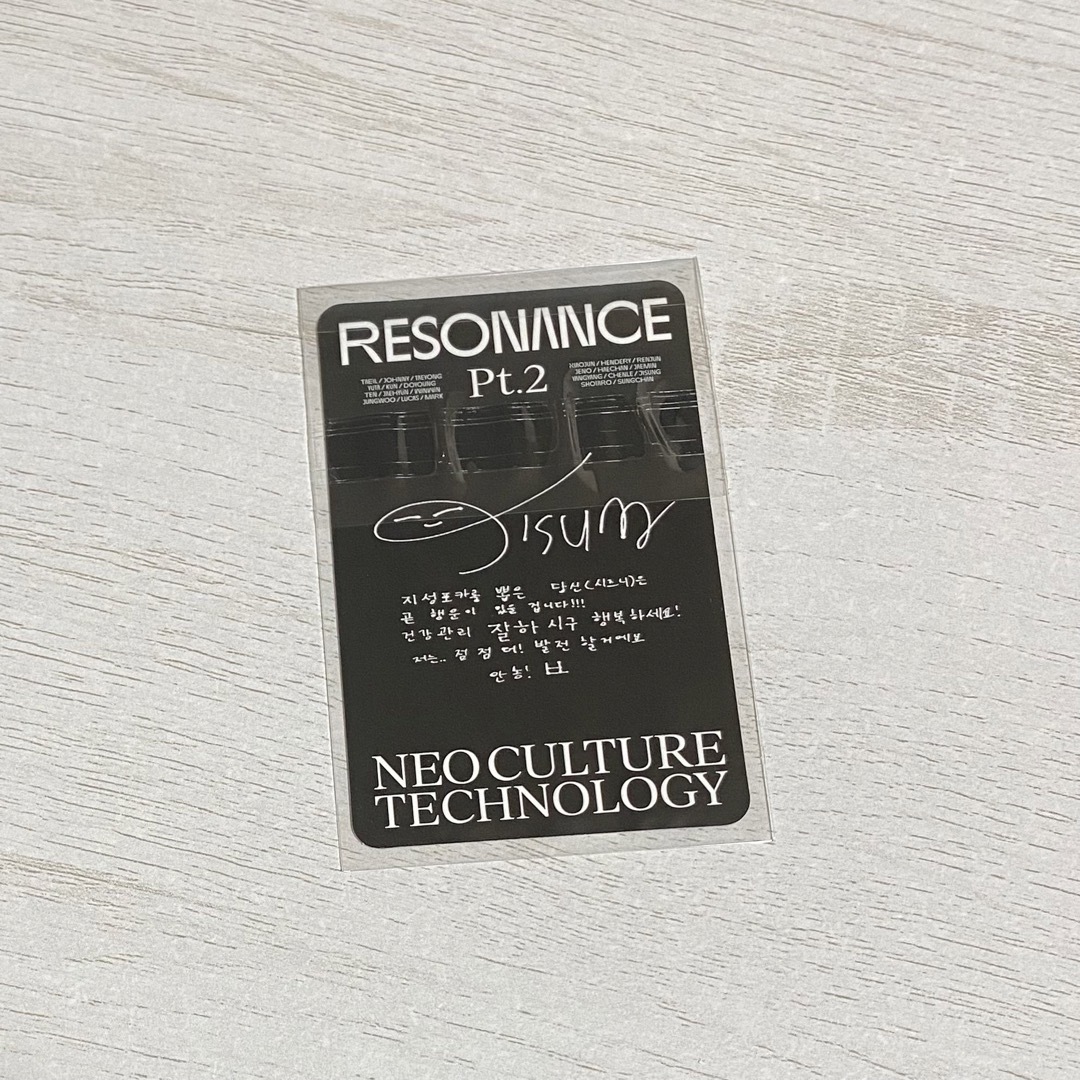 RESONANCE
Pt.2
TAEIL / JOHNNY / TAEYONG
YUTA / KUN / DOYOUNG
TEN / JAEHYUN / WINWIN
JUNGWOO / LUCAS / MARK
XIAOJUN / HENDERY / RENJUN
JENO / HAECHAN / JAEMIN
YANGYANG / CHENLE / JISUNG
SHOTARO / SUNGCHAN
Jisung
지성포카를 뽑은 당신(시즈니)은
곧 행운이 있을 겁니다!!!
건강관리 잘하시구 행복하세요!
저는.. 점점 더! 발전 할거예요
안농!
NEO CULTURE
TECHNOLOGY